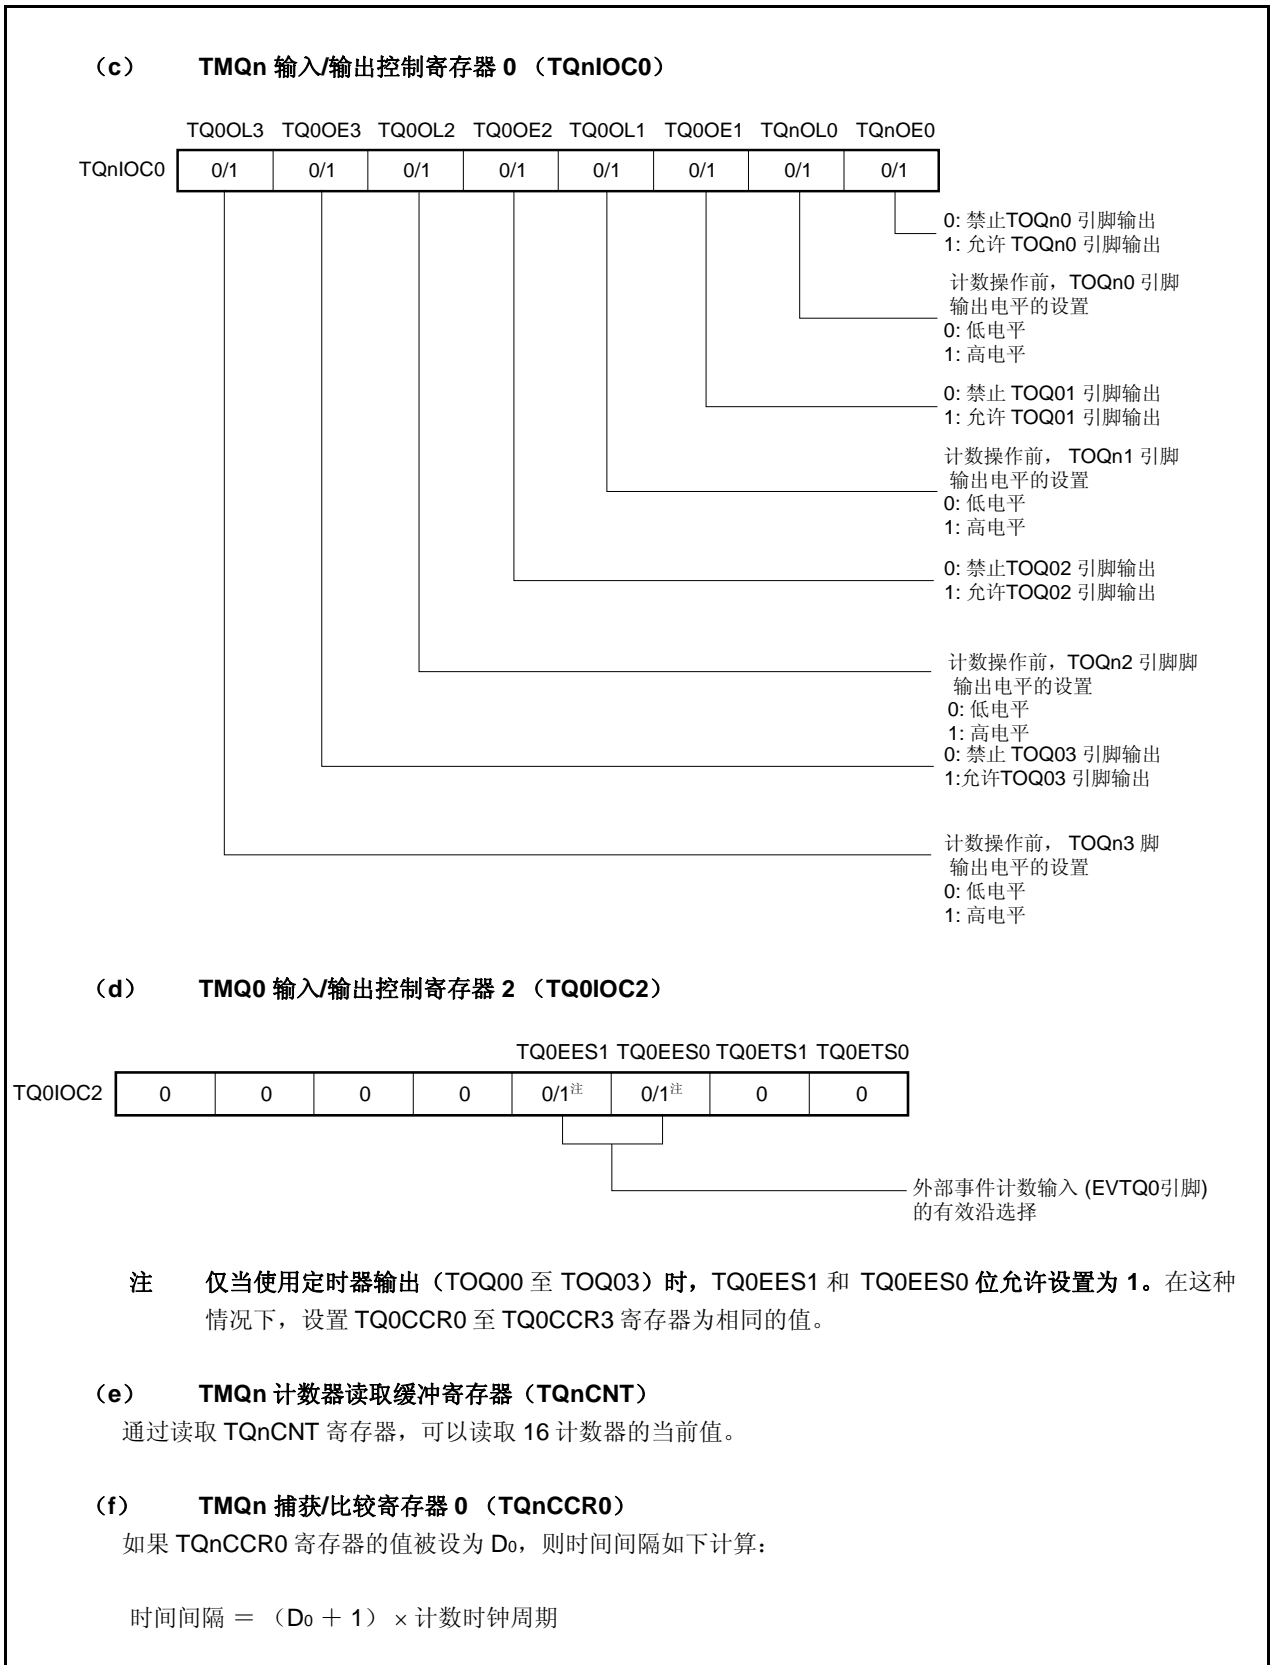 （c） TMQn 输入/输出控制寄存器 0 （TQnIOC0）
TQ0OL3 TQ0OE3 TQ0OL2 TQ0OE2 TQ0OL1 TQ0OE1 TQnOL0 TQnOE0
TQnIOC0 0/1 0/1 0/1 0/1 0/1 0/1 0/1 0/1
0: 禁止TOQn0 引脚输出
1: 允许 TOQn0 引脚输出
计数操作前，TOQn0 引脚
输出电平的设置
0: 低电平
1: 高电平
0: 禁止 TOQ01 引脚输出
1: 允许 TOQ01 引脚输出
计数操作前， TOQn1 引脚
输出电平的设置
0: 低电平
1: 高电平
0: 禁止TOQ02 引脚输出
1: 允许TOQ02 引脚输出
计数操作前，TOQn2 引脚脚
输出电平的设置
0: 低电平
1: 高电平
0: 禁止 TOQ03 引脚输出
1:允许TOQ03 引脚输出
计数操作前， TOQn3 脚
输出电平的设置
0: 低电平
1: 高电平
（d） TMQ0 输入/输出控制寄存器 2 （TQ0IOC2）
TQ0EES1 TQ0EES0 TQ0ETS1 TQ0ETS0
TQ0IOC2 0 0 0 0 0/1注 0/1注 0 0
外部事件计数输入 (EVTQ0引脚)
的有效沿选择
注 仅当使用定时器输出（TOQ00 至 TOQ03）时，TQ0EES1 和 TQ0EES0 位允许设置为 1。在这种
情况下，设置 TQ0CCR0 至 TQ0CCR3 寄存器为相同的值。
（e） TMQn 计数器读取缓冲寄存器（TQnCNT）
通过读取 TQnCNT 寄存器，可以读取 16 计数器的当前值。
（f） TMQn 捕获/比较寄存器 0 （TQnCCR0）
如果 TQnCCR0 寄存器的值被设为 D0，则时间间隔如下计算：
时间间隔 ＝ （D0 ＋ 1） × 计数时钟周期